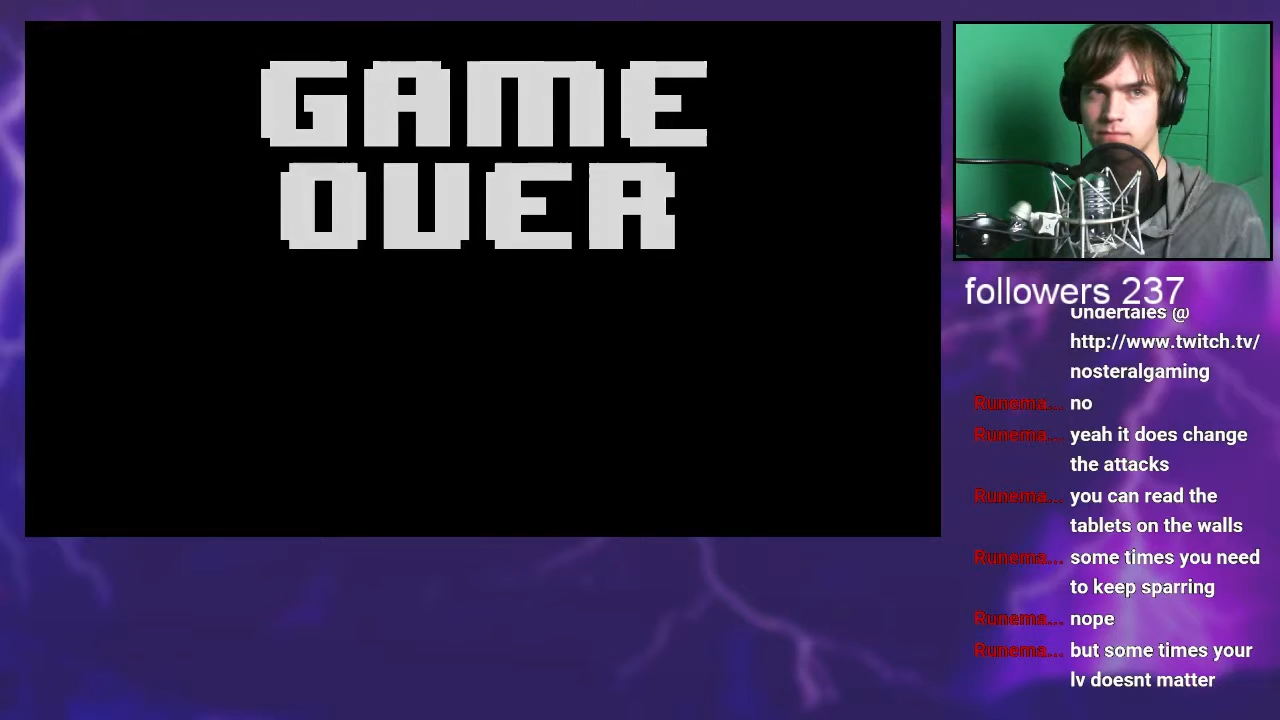 GAME
OVER
followers 237
Undertales @
http://www.twitch.tv/
nosteralgaming
Runema... no
Runema... yeah it does change
the attacks
Runema... you can read the
tablets on the walls
Runema... some times you need
to keep sparring
Runema... nope
Runema... but some times your
lv doesnt matter